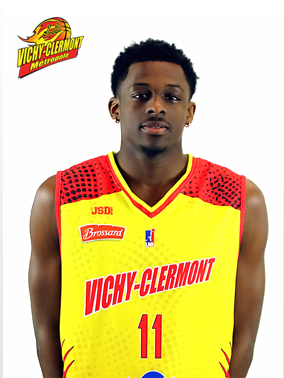 VICHY-CLERMONT
Métropole
JSD!
Brossard
VICHY-CLERMONT
11